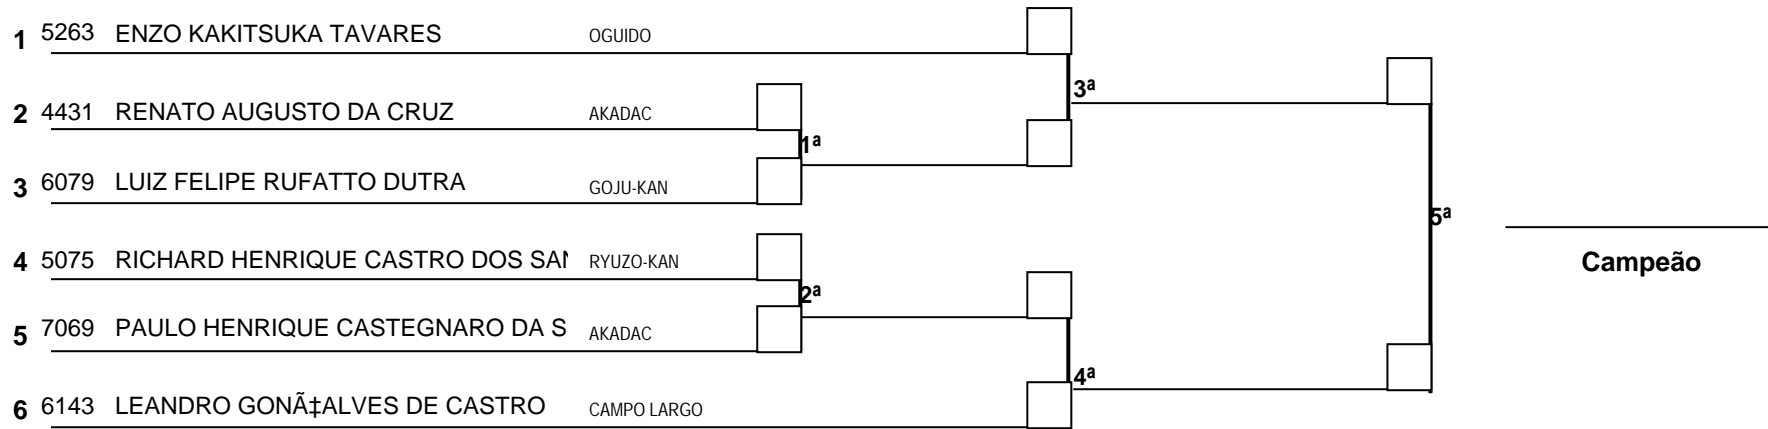 1 5263 ENZO KAKITSUKA TAVARES OGUIDO
3ª
2 4431 RENATO AUGUSTO DA CRUZ AKADAC
1ª
3 6079 LUIZ FELIPE RUFATTO DUTRA GOJU-KAN
5ª
4 5075 RICHARD HENRIQUE CASTRO DOS SAN RYUZO-KAN
Campeão
2ª
5 7069 PAULO HENRIQUE CASTEGNARO DA S AKADAC
4ª
6 6143 LEANDRO GONÃ‡ALVES DE CASTRO CAMPO LARGO